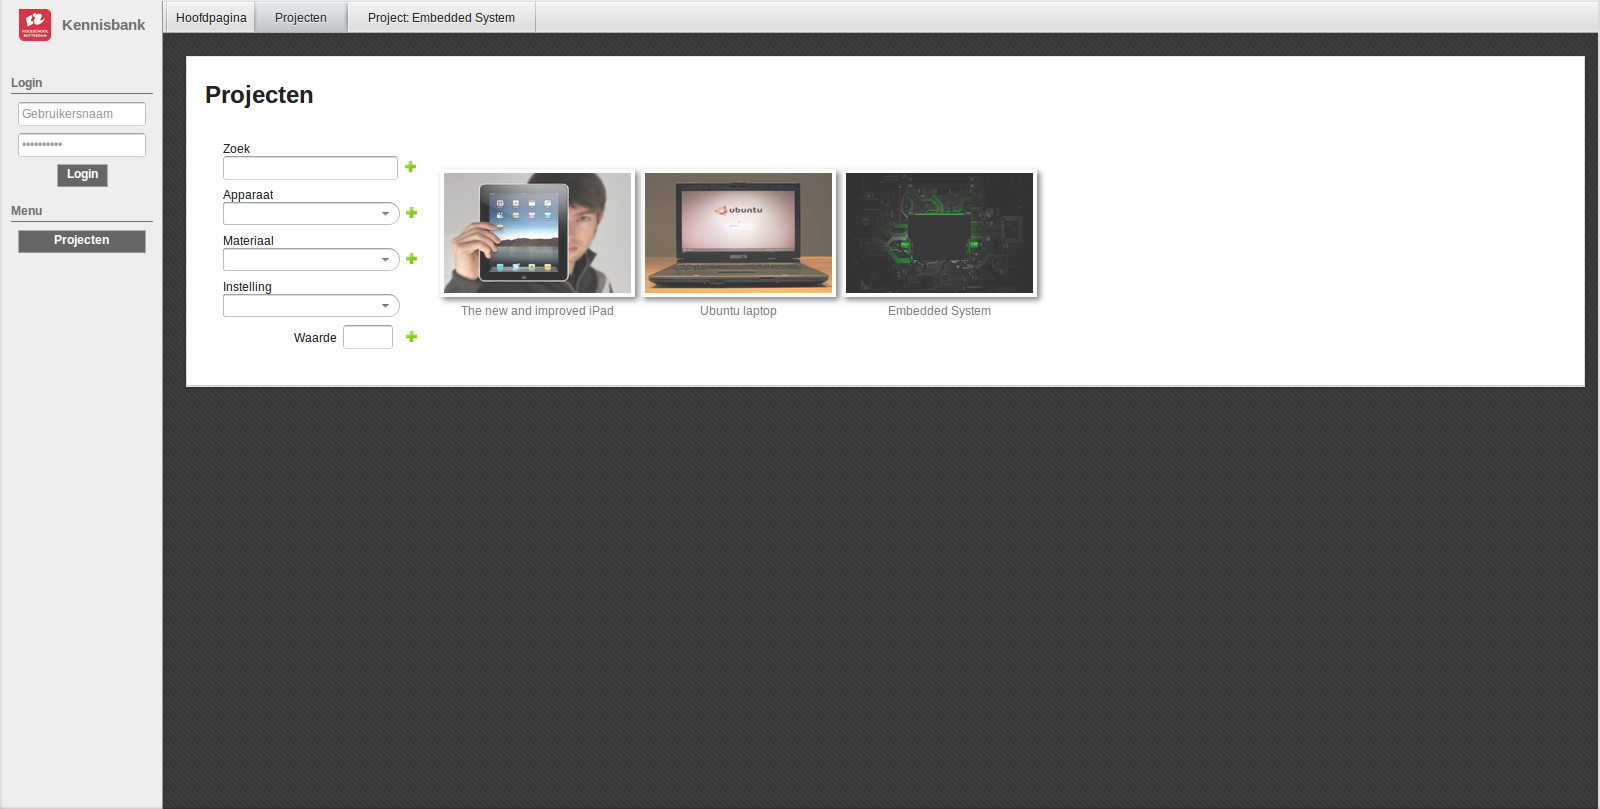 HOGESCHOOL
ROTTERDAM
Kennisbank
Login
Gebruikersnaam
••••••••••
Login
Menu
Projecten
Hoofdpagina
Projecten
Project: Embedded System
Projecten
Zoek
Apparaat
Materiaal
Instelling
Waarde
ubuntu
The new and improved iPad
Ubuntu laptop
Embedded System